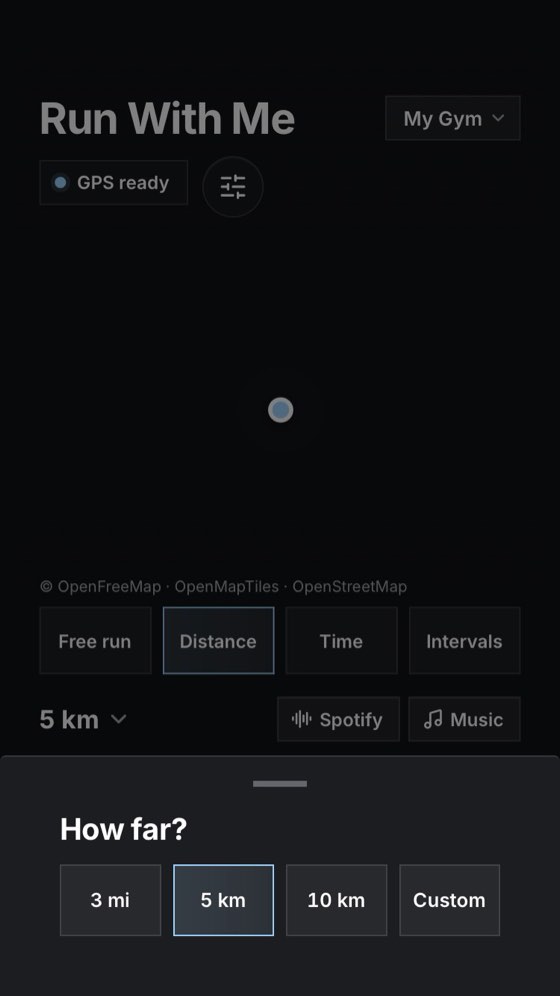 Run With Me
My Gym
GPS ready
© OpenFreeMap · OpenMapTiles · OpenStreetMap
Free run
Distance
Time
Intervals
5 km
Spotify
Music
How far?
3 mi
5 km
10 km
Custom